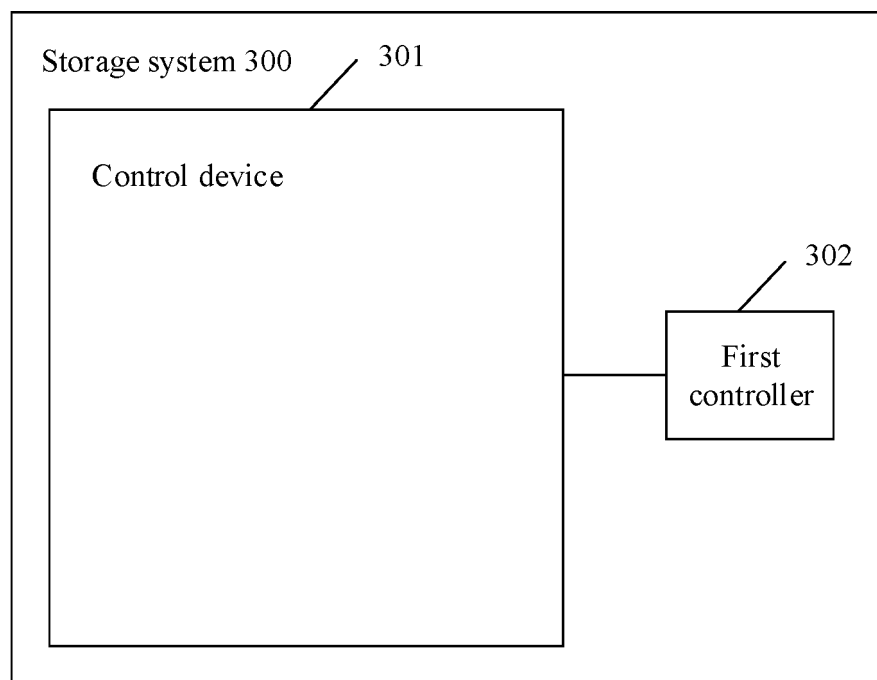 Storage system 300
301
Control device
302
First
controller